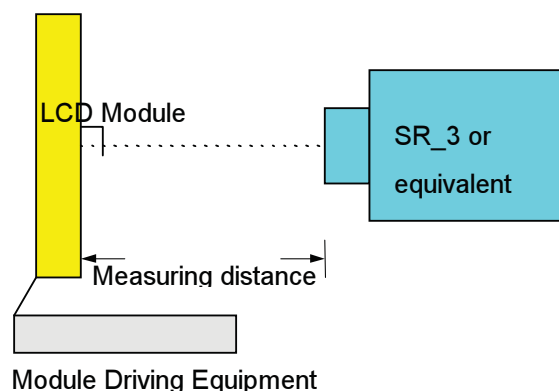 LCD Module
SR_3 or
equivalent
Measuring distance
Module Driving Equipment